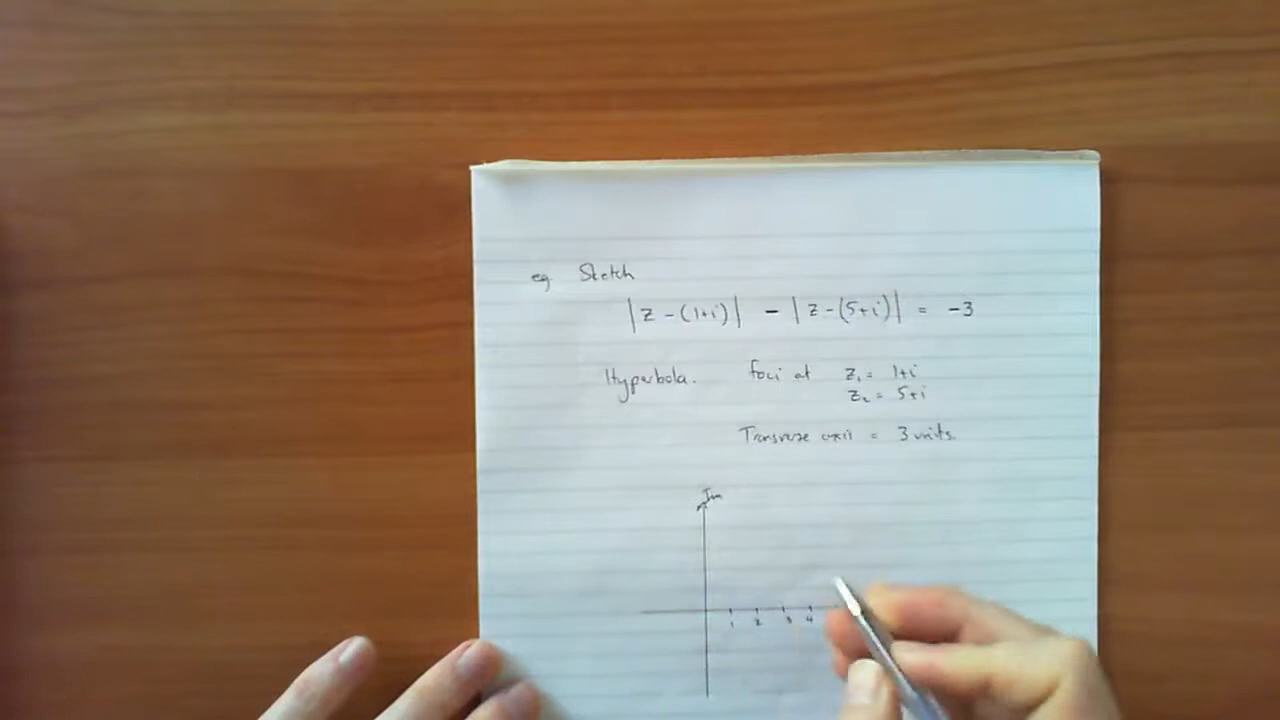 eg. Sketch
|z-(1+i)| - |z-(5+i)| = -3
Hyperbola. foci at z₁ = 1+i
z₂ = 5+i
Transverse axis = 3 units.
Im
1 2 3 4